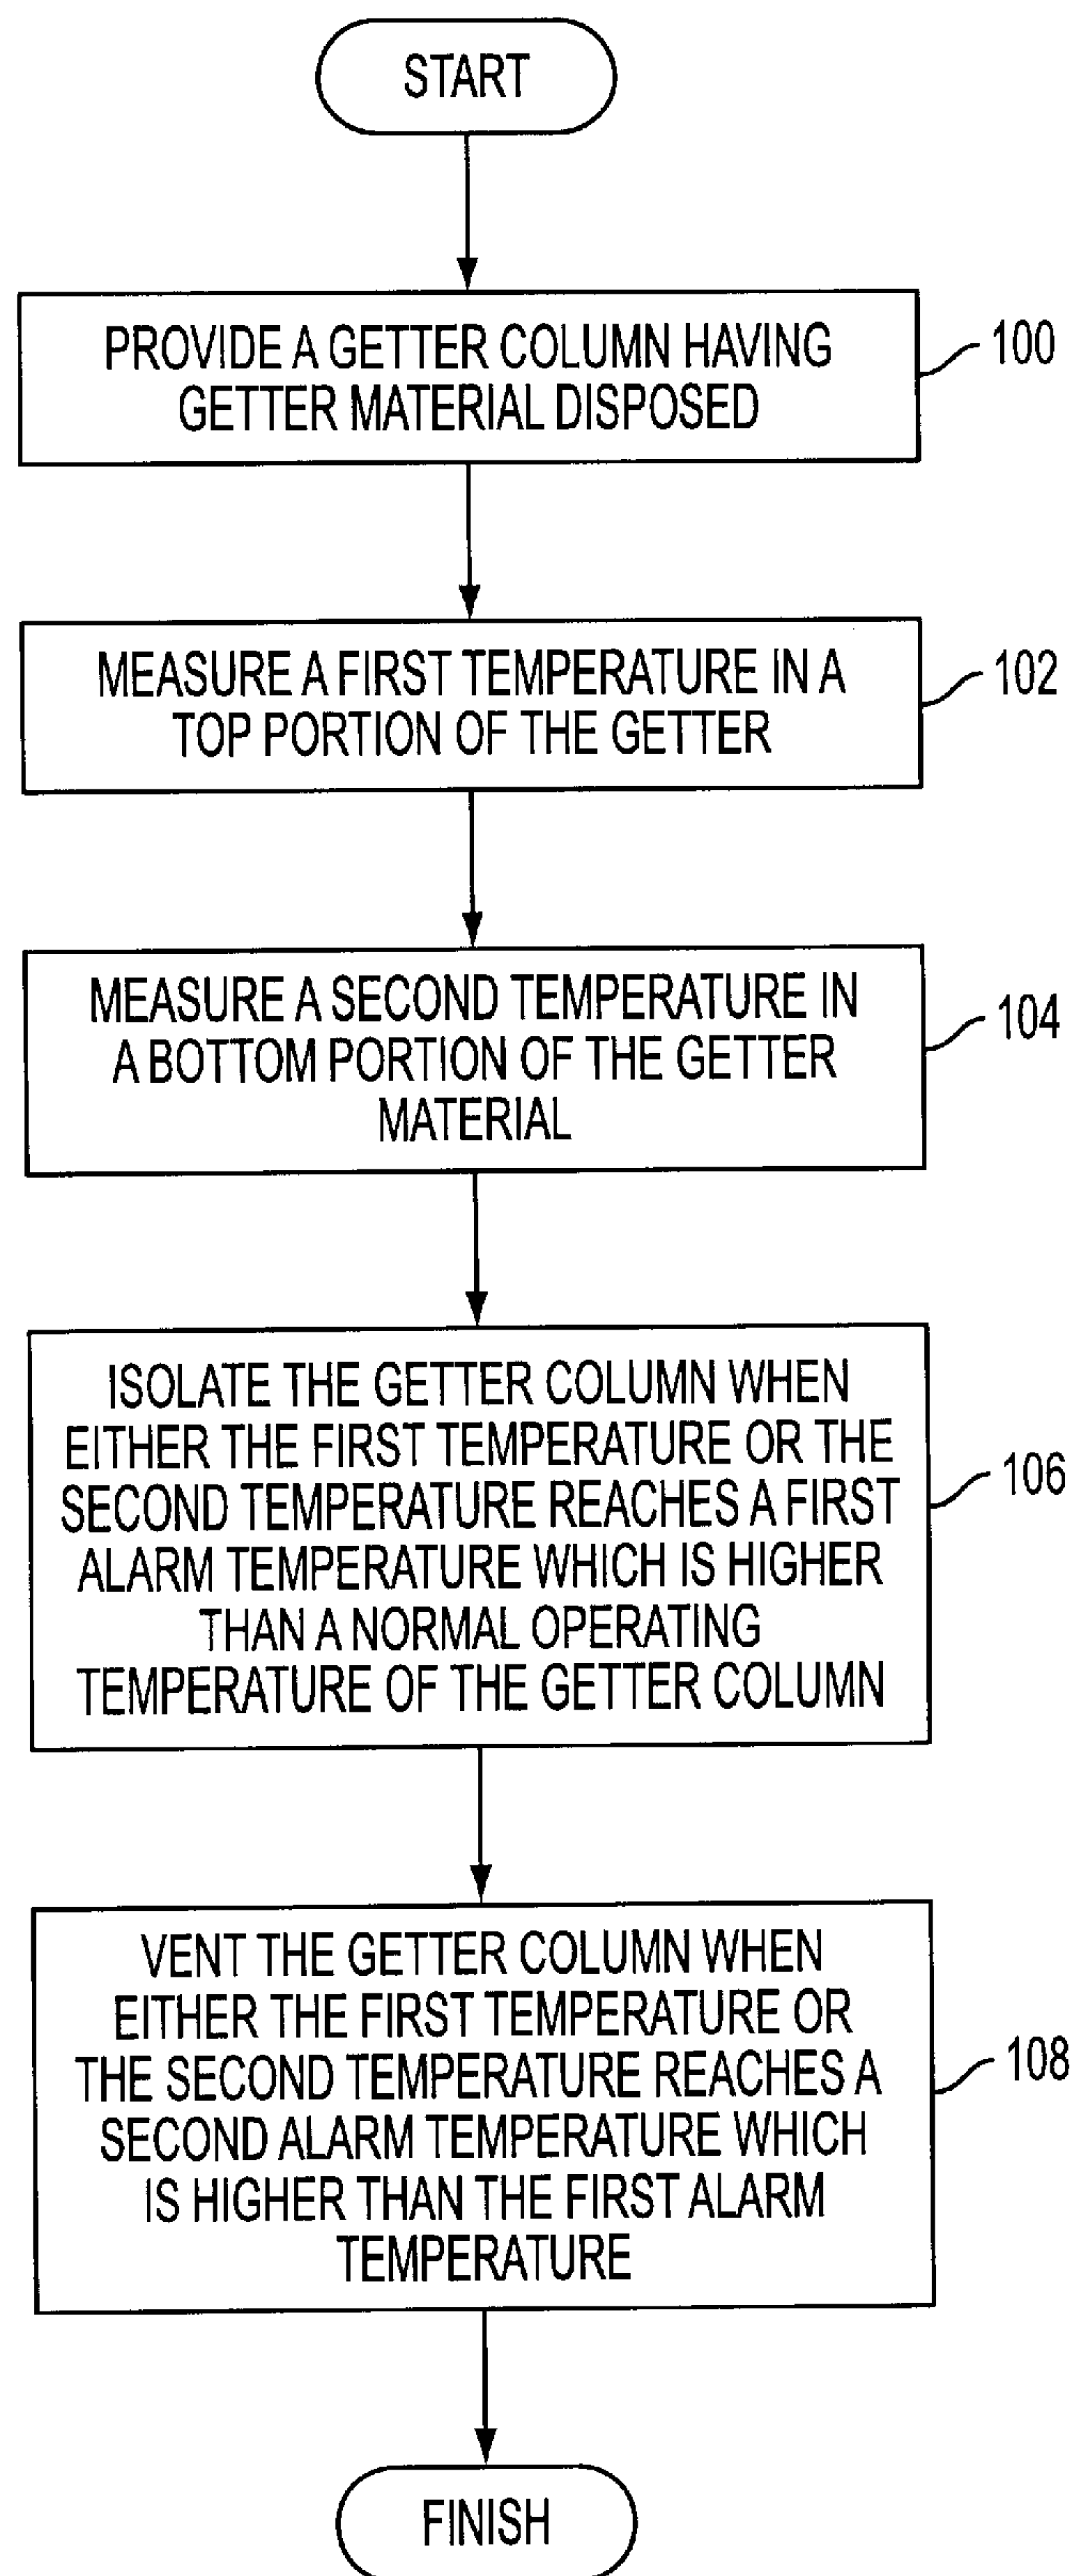 START
PROVIDE A GETTER COLUMN HAVING
GETTER MATERIAL DISPOSED
100
MEASURE A FIRST TEMPERATURE IN A
TOP PORTION OF THE GETTER
102
MEASURE A SECOND TEMPERATURE IN
A BOTTOM PORTION OF THE GETTER
MATERIAL
104
ISOLATE THE GETTER COLUMN WHEN
EITHER THE FIRST TEMPERATURE OR THE
SECOND TEMPERATURE REACHES A FIRST
ALARM TEMPERATURE WHICH IS HIGHER
THAN A NORMAL OPERATING
TEMPERATURE OF THE GETTER COLUMN
106
VENT THE GETTER COLUMN WHEN
EITHER THE FIRST TEMPERATURE OR
THE SECOND TEMPERATURE REACHES A
SECOND ALARM TEMPERATURE WHICH
IS HIGHER THAN THE FIRST ALARM
TEMPERATURE
108
FINISH